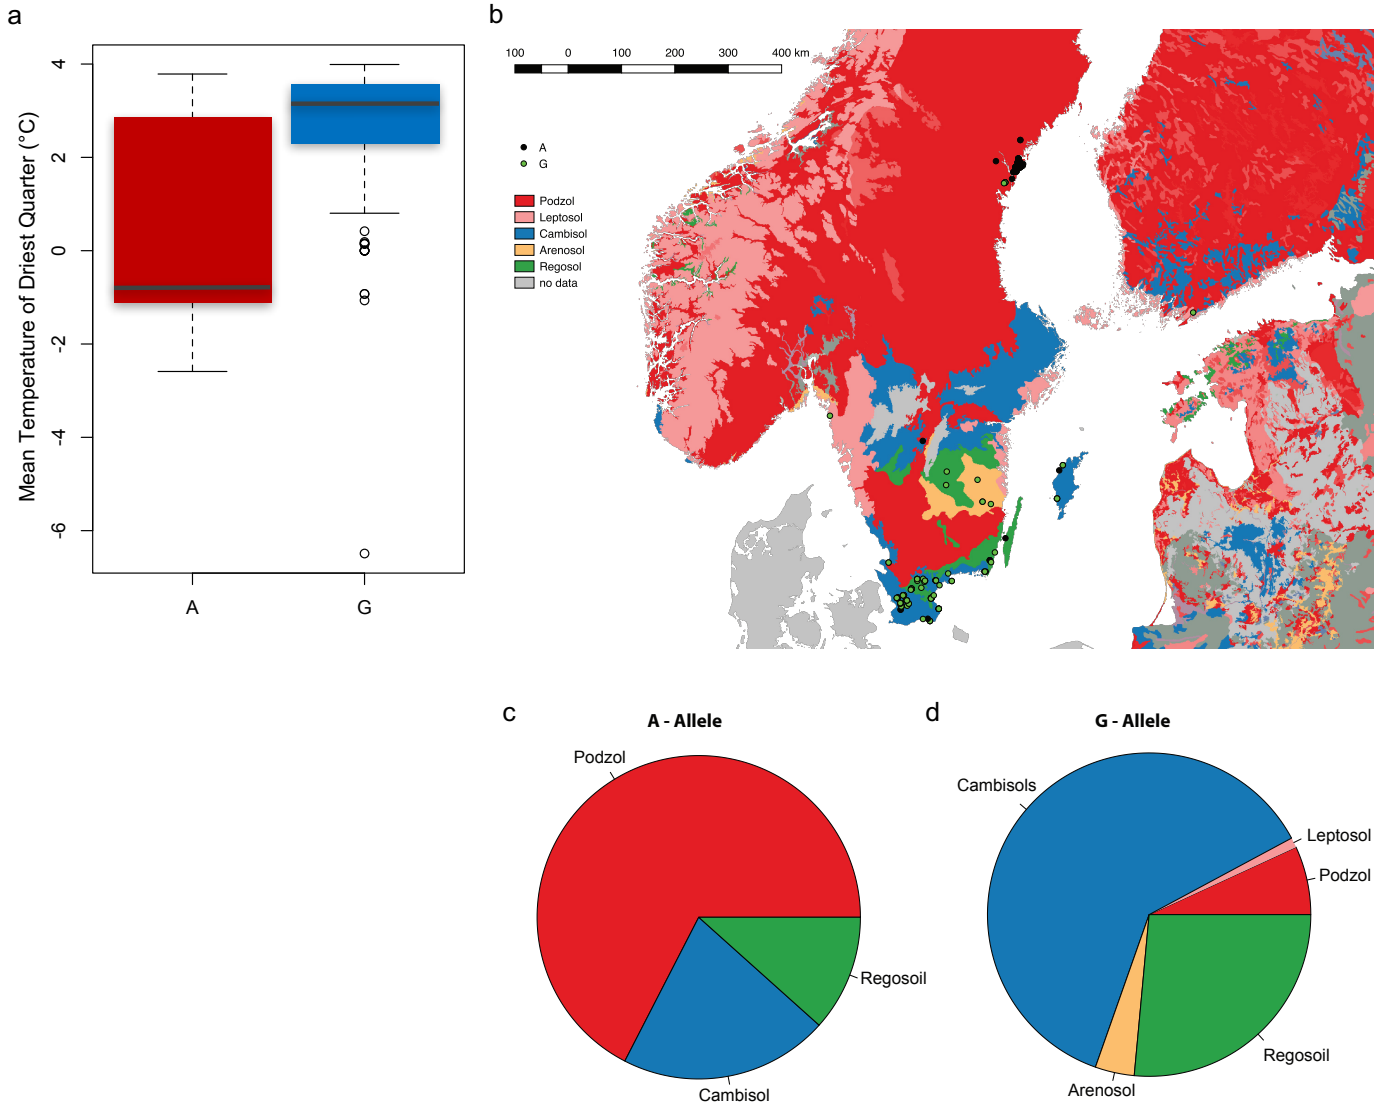 a
Mean Temperature of Driest Quarter (°C)
4
2
0
-2
-4
-6
A
G
b
100 0 100 200 300 400 km
A
G
Podzol
Leptosol
Cambisol
Arenosol
Regosol
no data
c
A - Allele
Podzol
Regosoil
Cambisol
d
G - Allele
Cambisols
Leptosol
Podzol
Regosoil
Arenosol